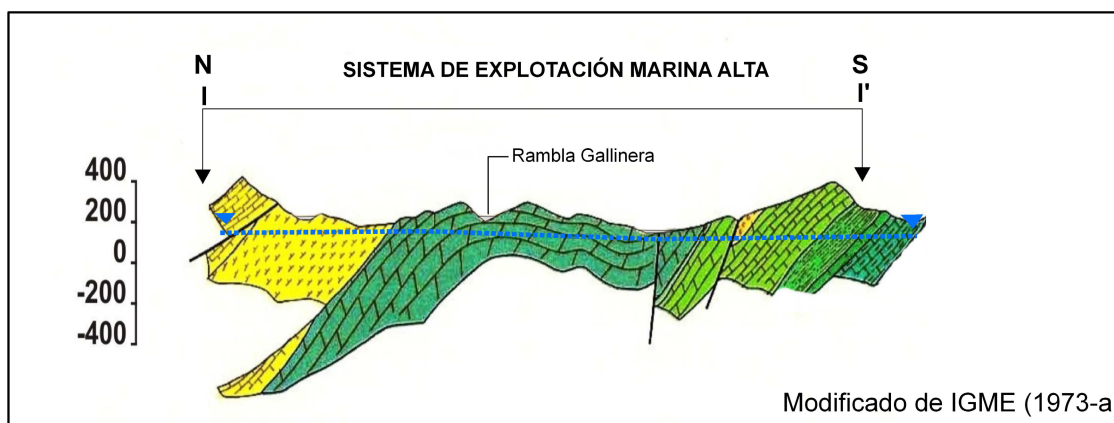 N
I
SISTEMA DE EXPLOTACIÓN MARINA ALTA
S
I'
Rambla Gallinera
400
200
0
-200
-400
Modificado de IGME (1973-a